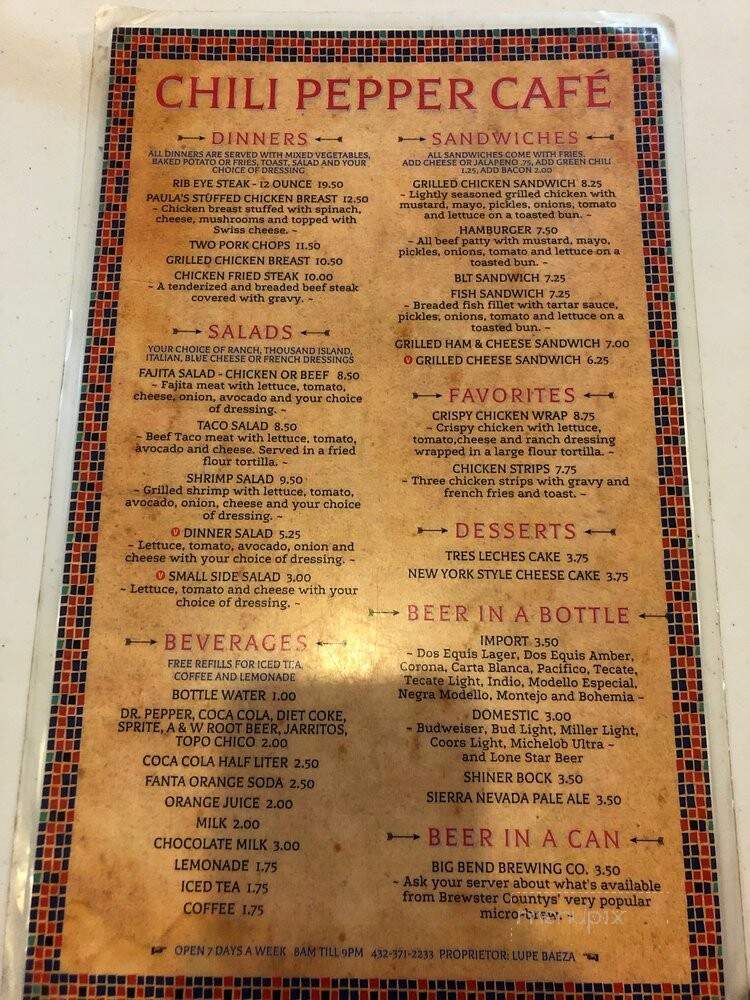 CHILI PEPPER CAFÉ
DINNERS
ALL DINNERS ARE SERVED WITH MIXED VEGETABLES,
BAKED POTATO OR FRIES, TOAST, SALAD AND YOUR
CHOICE OF DRESSING
RIB EYE STEAK - 12 OUNCE 19.50
PAULA'S STUFFED CHICKEN BREAST 12.50
~ Chicken breast stuffed with spinach,
cheese, mushrooms and topped with
Swiss cheese. ~
TWO PORK CHOPS 11.50
GRILLED CHICKEN BREAST 10.50
CHICKEN FRIED STEAK 10.00
~ A tenderized and breaded beef steak
covered with gravy. ~
SALADS
YOUR CHOICE OF RANCH, THOUSAND ISLAND,
ITALIAN, BLUE CHEESE OR FRENCH DRESSINGS
FAJITA SALAD - CHICKEN OR BEEF 8.50
~ Fajita meat with lettuce, tomato,
cheese, onion, avocado and your choice
of dressing. ~
TACO SALAD 8.50
~ Beef Taco meat with lettuce, tomato,
avocado and cheese. Served in a fried
flour tortilla. ~
SHRIMP SALAD 9.50
~ Grilled shrimp with lettuce, tomato,
avocado, onion, cheese and your choice
of dressing. ~
V DINNER SALAD 5.25
~ Lettuce, tomato, avocado, onion and
cheese with your choice of dressing. ~
V SMALL SIDE SALAD 3.00
~ Lettuce, tomato and cheese with your
choice of dressing. ~
BEVERAGES
FREE REFILLS FOR ICED TEA,
COFFEE AND LEMONADE
BOTTLE WATER 1.00
DR. PEPPER, COCA COLA, DIET COKE,
SPRITE, A & W ROOT BEER, JARRITOS,
TOPO CHICO 2.00
COCA COLA HALF LITER 2.50
FANTA ORANGE SODA 2.50
ORANGE JUICE 2.00
MILK 2.00
CHOCOLATE MILK 3.00
LEMONADE 1.75
ICED TEA 1.75
COFFEE 1.75
SANDWICHES
ALL SANDWICHES COME WITH FRIES.
ADD CHEESE OR JALAPENO .75, ADD GREEN CHILI
1.25, ADD BACON 2.00
GRILLED CHICKEN SANDWICH 8.25
~ Lightly seasoned grilled chicken with
mustard, mayo, pickles, onions, tomato
and lettuce on a toasted bun. ~
HAMBURGER 7.50
~ All beef patty with mustard, mayo,
pickles, onions, tomato and lettuce on a
toasted bun. ~
BLT SANDWICH 7.25
FISH SANDWICH 7.25
~ Breaded fish fillet with tartar sauce,
pickles, onions, tomato and lettuce on a
toasted bun. ~
GRILLED HAM & CHEESE SANDWICH 7.00
V GRILLED CHEESE SANDWICH 6.25
FAVORITES
CRISPY CHICKEN WRAP 8.75
~ Crispy chicken with lettuce,
tomato,cheese and ranch dressing
wrapped in a large flour tortilla. ~
CHICKEN STRIPS 7.75
~ Three chicken strips with gravy and
french fries and toast. ~
DESSERTS
TRES LECHES CAKE 3.75
NEW YORK STYLE CHEESE CAKE 3.75
BEER IN A BOTTLE
IMPORT 3.50
~ Dos Equis Lager, Dos Equis Amber,
Corona, Carta Blanca, Pacifico, Tecate,
Tecate Light, Indio, Modello Especial,
Negra Modello, Montejo and Bohemia ~
DOMESTIC 3.00
~ Budweiser, Bud Light, Miller Light,
Coors Light, Michelob Ultra ~
and Lone Star Beer
SHINER BOCK 3.50
SIERRA NEVADA PALE ALE 3.50
BEER IN A CAN
BIG BEND BREWING CO. 3.50
~ Ask your server about what's available
from Brewster Countys' very popular
micro-brew. ~
menupix
OPEN 7 DAYS A WEEK 8AM TILL 9PM 432-371-2233 PROPRIETOR: LUPE BAEZA